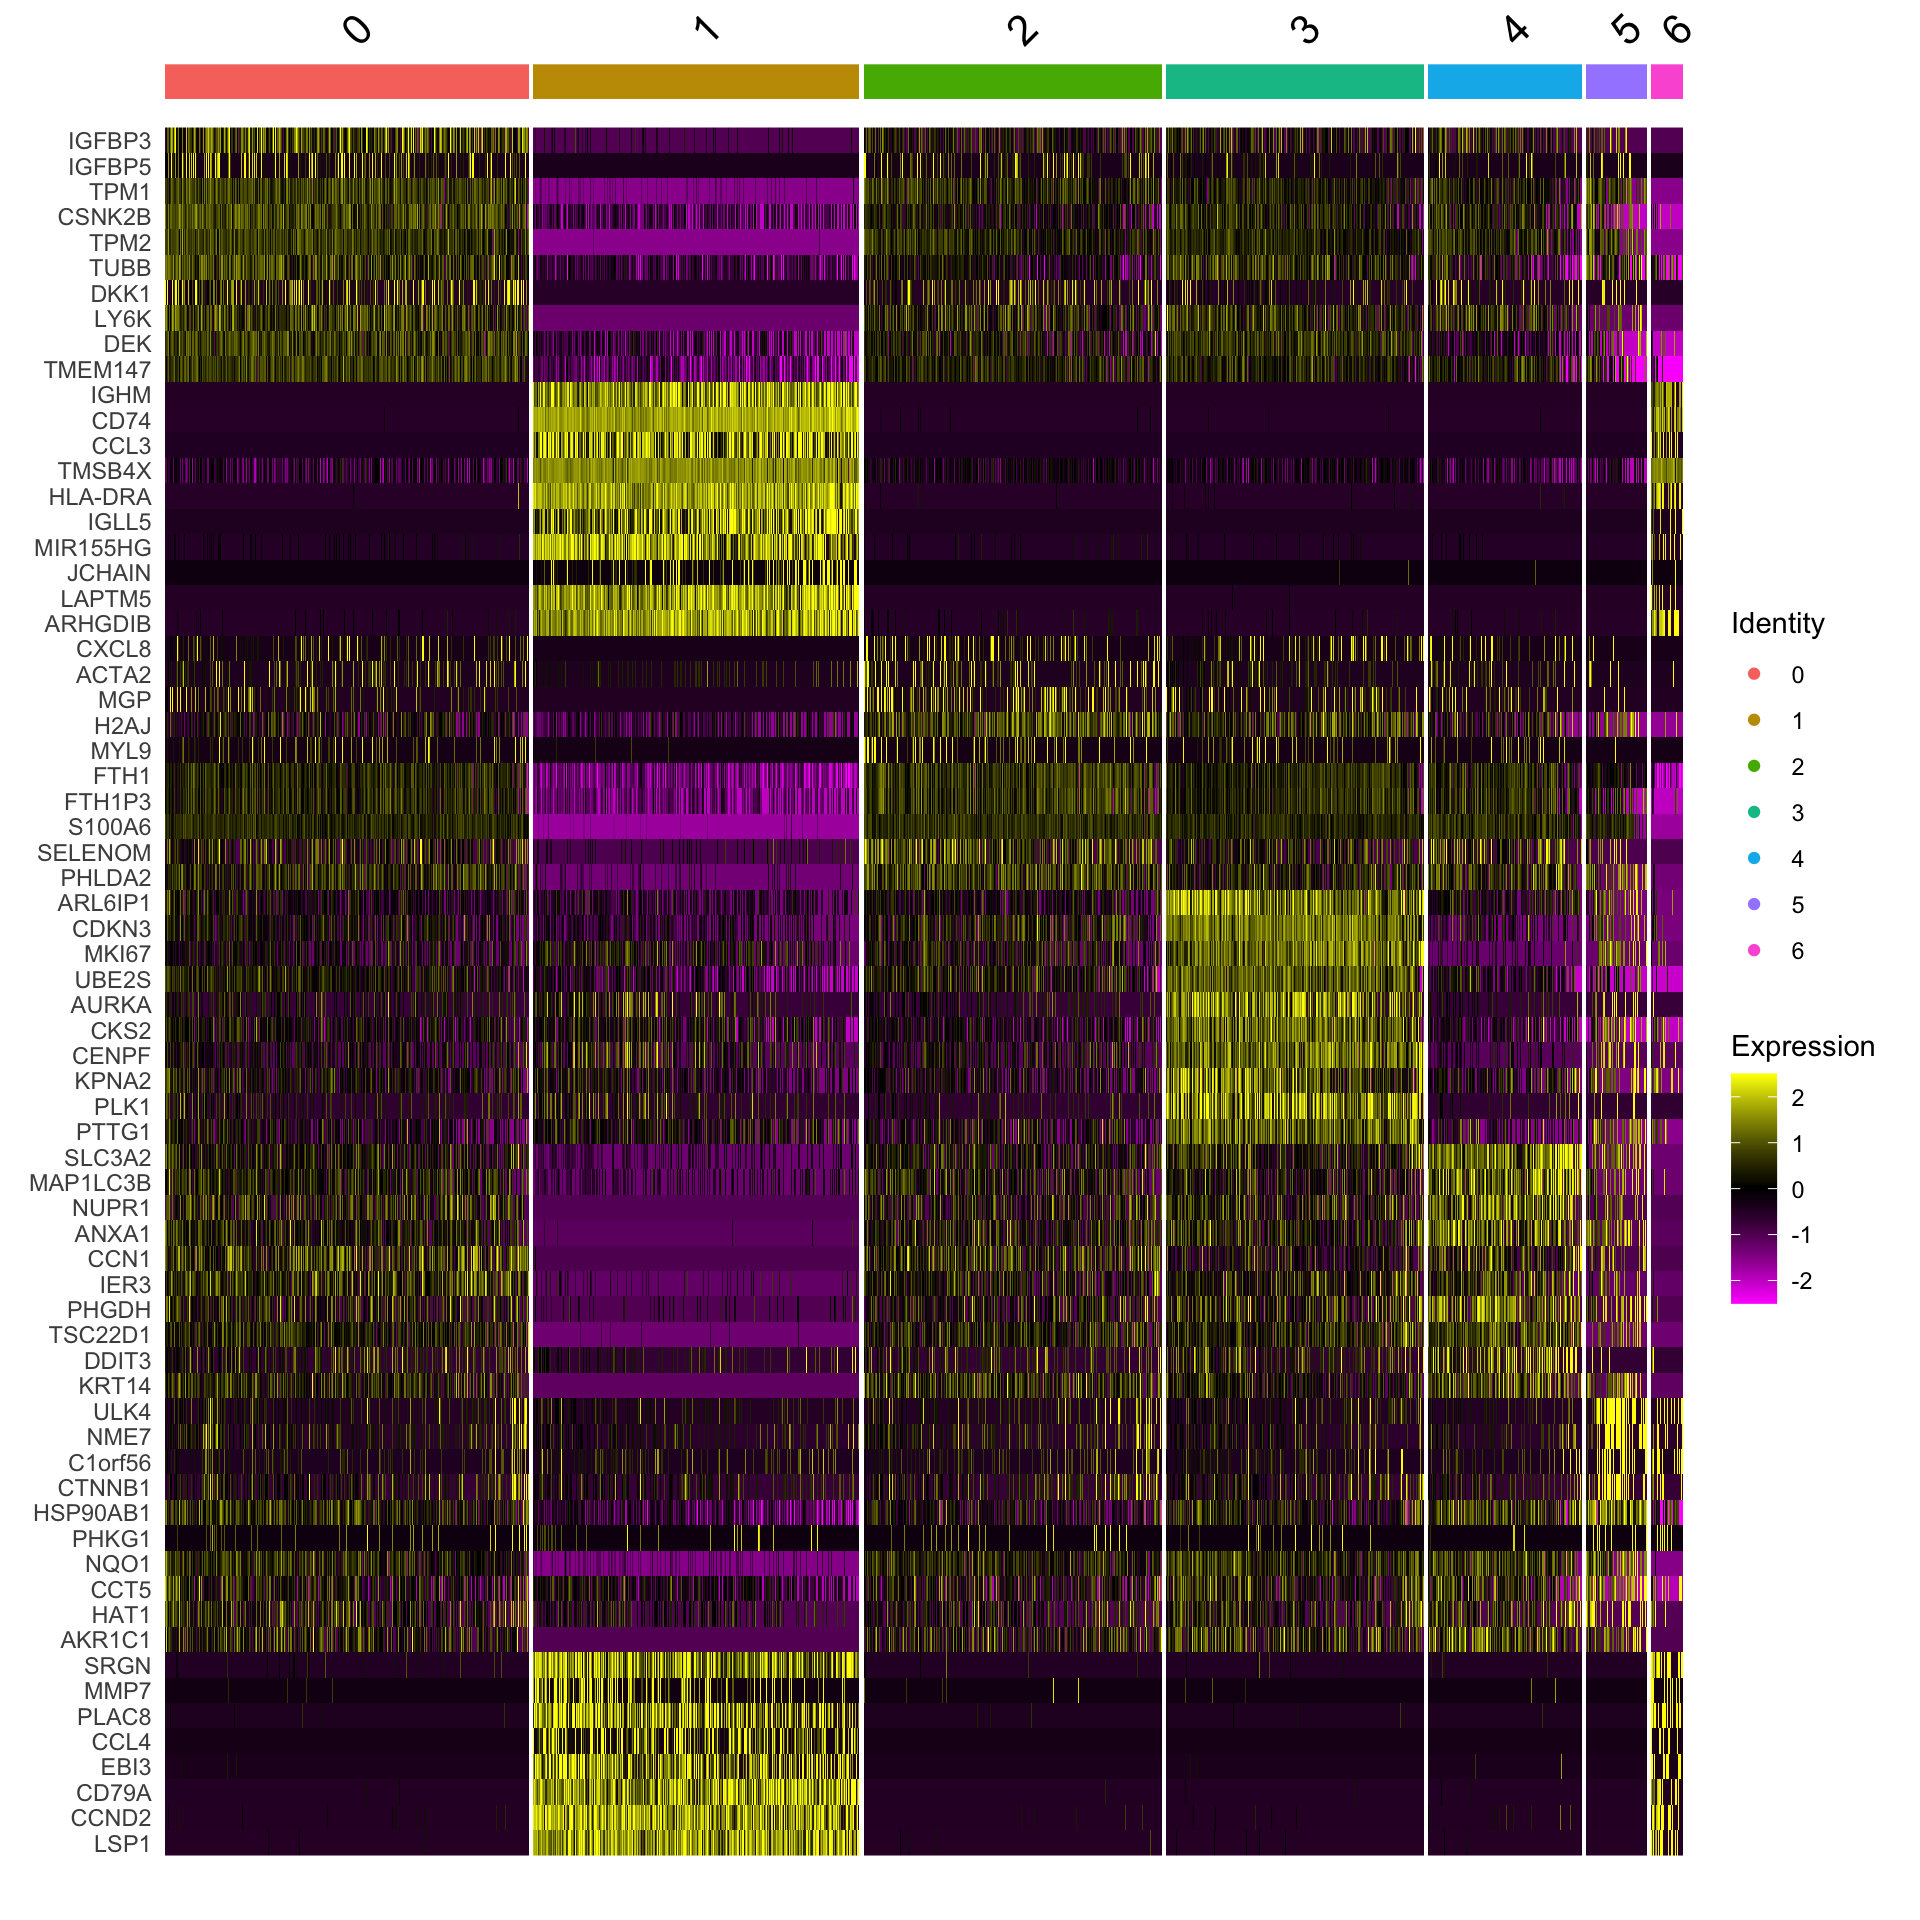 0 1 2 3 4 5 6
IGFBP3
IGFBP5
TPM1
CSNK2B
TPM2
TUBB
DKK1
LY6K
DEK
TMEM147
IGHM
CD74
CCL3
TMSB4X
HLA-DRA
IGLL5
MIR155HG
JCHAIN
LAPTM5
ARHGDIB
CXCL8
ACTA2
MGP
H2AJ
MYL9
FTH1
FTH1P3
S100A6
SELENOM
PHLDA2
ARL6IP1
CDKN3
MKI67
UBE2S
AURKA
CKS2
CENPF
KPNA2
PLK1
PTTG1
SLC3A2
MAP1LC3B
NUPR1
ANXA1
CCN1
IER3
PHGDH
TSC22D1
DDIT3
KRT14
ULK4
NME7
C1orf56
CTNNB1
HSP90AB1
PHKG1
NQO1
CCT5
HAT1
AKR1C1
SRGN
MMP7
PLAC8
CCL4
EBI3
CD79A
CCND2
LSP1
Identity
0
1
2
3
4
5
6
Expression
2
1
0
-1
-2